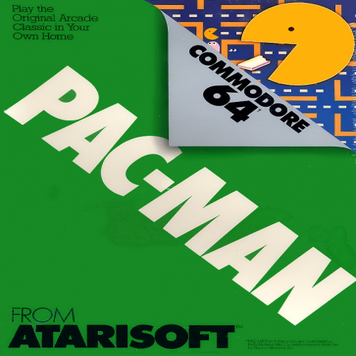 Play the
Original Arcade
Classic in Your
Own Home
COMMODORE
64
PAC-MAN
FROM
ATARISOFT